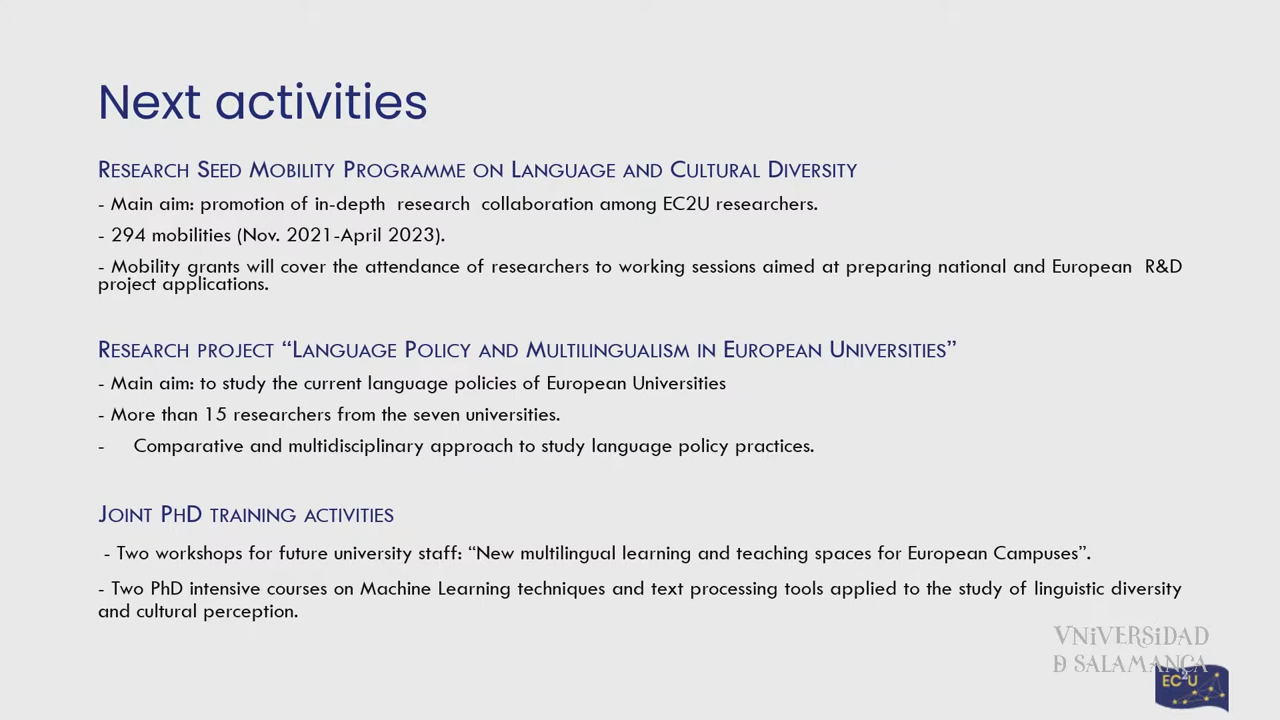 Next activities
Research Seed Mobility Programme on Language and Cultural Diversity
- Main aim: promotion of in-depth research collaboration among EC2U researchers.
- 294 mobilities (Nov. 2021-April 2023).
- Mobility grants will cover the attendance of researchers to working sessions aimed at preparing national and European R&D
project applications.
Research project “Language Policy and Multilingualism in European Universities”
- Main aim: to study the current language policies of European Universities
- More than 15 researchers from the seven universities.
- Comparative and multidisciplinary approach to study language policy practices.
Joint PhD training activities
- Two workshops for future university staff: “New multilingual learning and teaching spaces for European Campuses”.
- Two PhD intensive courses on Machine Learning techniques and text processing tools applied to the study of linguistic diversity
and cultural perception.
VNiVERSiDAD
Ð SALAMANCA
EC2U